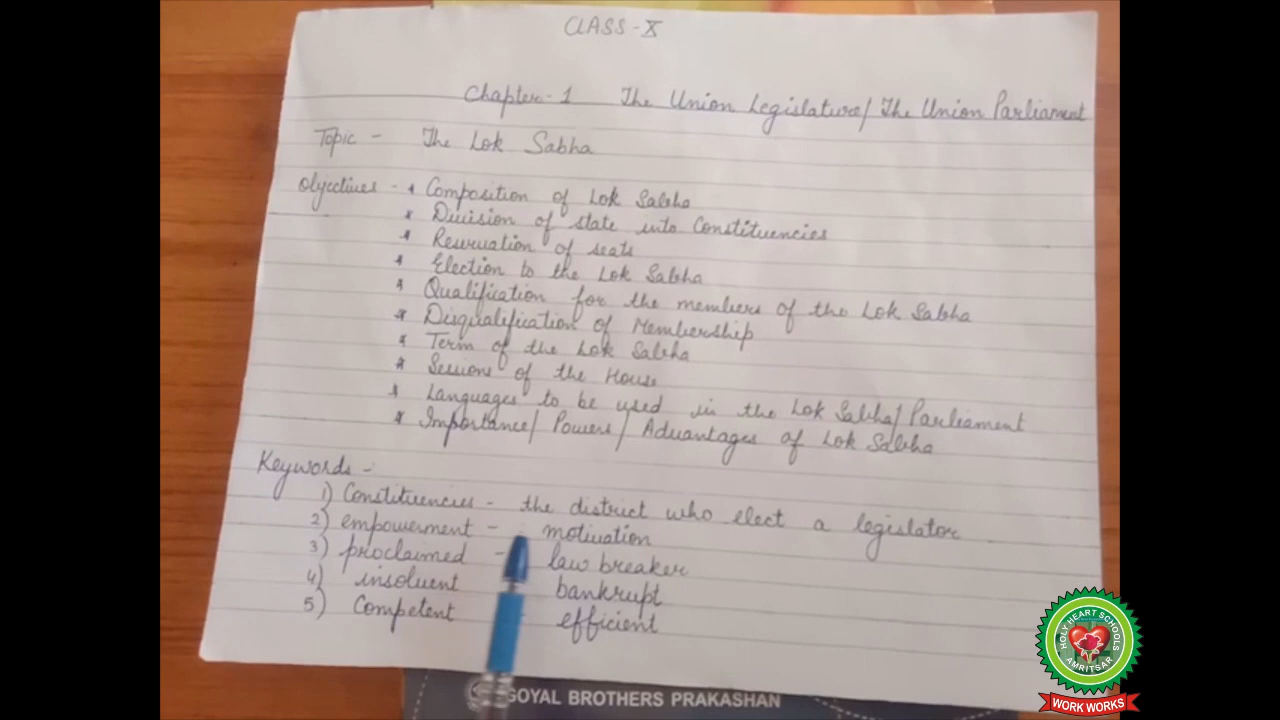 CLASS-X
Chapter-1 The Union Legislature/ The Union Parliament
Topic - The Lok Sabha
Objectives - * Composition of Lok Sabha
* Division of state into Constituencies
* Reservation of seats
* Election to the Lok Sabha
* Qualification for the members of the Lok Sabha
* Disqualification of Membership
* Term of the Lok Sabha
* Sessions of the House
* Languages to be used in the Lok Sabha/ Parliament
* Importance/ Powers/ Advantages of Lok Sabha
Keywords :-
1) Constituencies - the district who elect a legislator
2) empowerment - motivation
3) proclaimed - law breaker
4) insolvent bankrupt
5) Competent efficient
GOYAL BROTHERS PRAKASHAN
HOLY HEART SCHOOLS
AMRITSAR
WORK WORKS